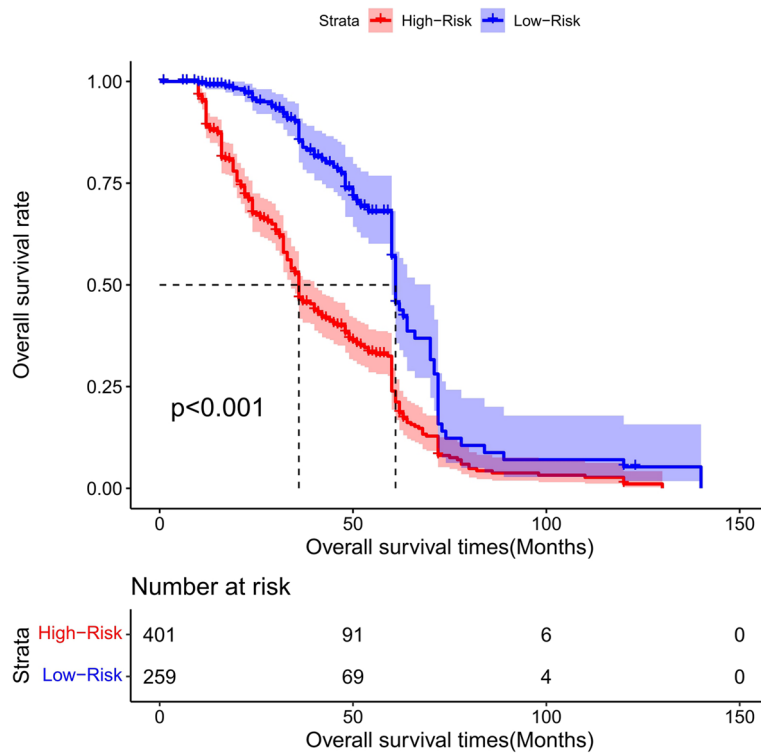 Strata High−Risk Low−Risk
1.00
0.75
0.50
0.25
0.00
Overall survival rate
p<0.001
0 50 100 150
Overall survival times(Months)
Number at risk
Strata
High−Risk 401 91 6 0
Low−Risk 259 69 4 0
0 50 100 150
Overall survival times(Months)